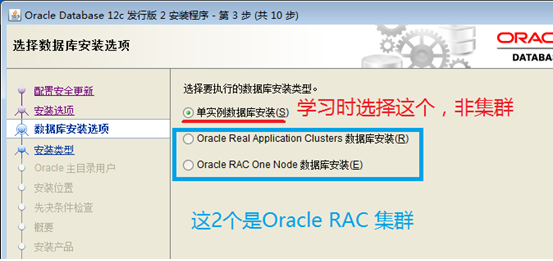 Oracle Database 12c 发行版 2 安装程序 - 第 3 步 (共 10 步)
选择数据库安装选项
ORAC
DATABAS
配置安全更新
安装选项
数据库安装选项
安装类型
Oracle 主目录用户
安装位置
先决条件检查
概要
安装产品
选择要执行的数据库安装类型。
单实例数据库安装(S)
学习时选择这个，非集群
Oracle Real Application Clusters 数据库安装(R)
Oracle RAC One Node 数据库安装(E)
这2个是Oracle RAC 集群